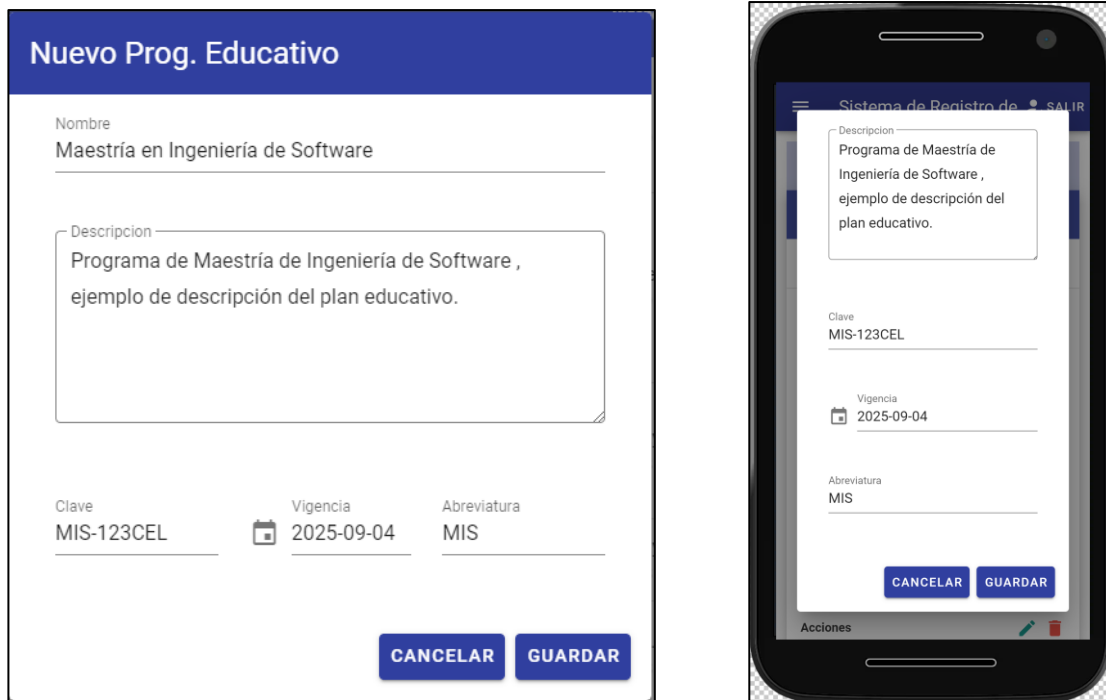 Nuevo Prog. Educativo
Nombre
Maestría en Ingeniería de Software
Descripcion
Programa de Maestría de Ingeniería de Software ,
ejemplo de descripción del plan educativo.
Clave
Vigencia
Abreviatura
MIS-123CEL
2025-09-04
MIS
CANCELAR
GUARDAR
Sistema de Registro de
SALIR
Descripcion
Programa de Maestría de
Ingeniería de Software ,
ejemplo de descripción del
plan educativo.
Clave
MIS-123CEL
Vigencia
2025-09-04
Abreviatura
MIS
CANCELAR
GUARDAR
Acciones